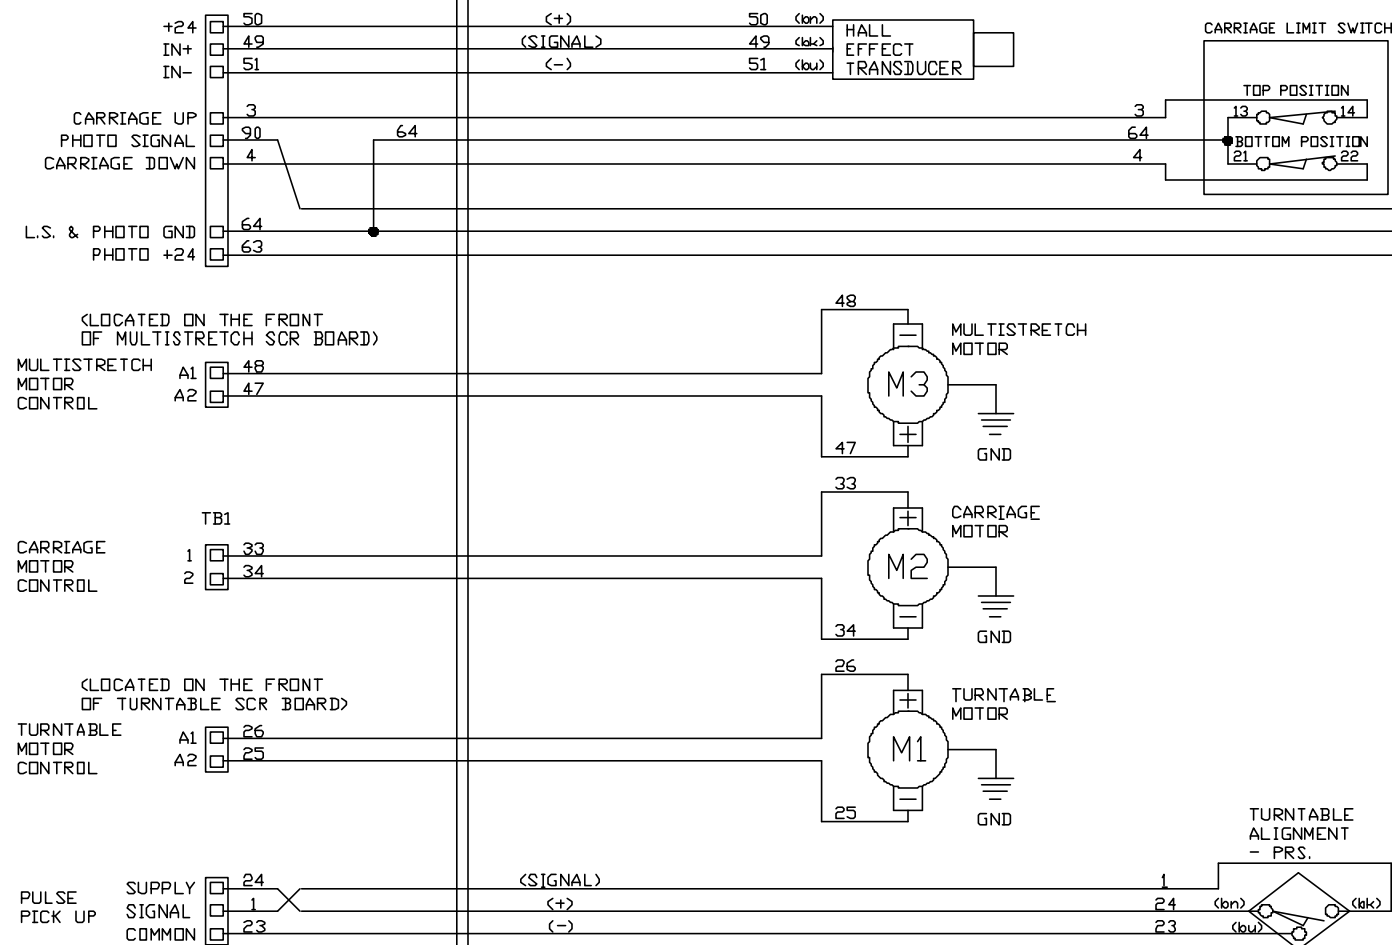 +24 50 (+) 50 (bn)
IN+ 49 (SIGNAL) 49 (bk)
IN- 51 (-) 51 (bu)
HALL
EFFECT
TRANSDUCER
CARRIAGE LIMIT SWITCH
TOP POSITION
13 14
BOTTOM POSITION
21 22
CARRIAGE UP 3 3
PHOTO SIGNAL 90 64 64
CARRIAGE DOWN 4 4
L.S. & PHOTO GND 64
PHOTO +24 63
(LOCATED ON THE FRONT
OF MULTISTRETCH SCR BOARD)
MULTISTRETCH
MOTOR
CONTROL
A1 48
A2 47
48
-
M3
+
47
MULTISTRETCH
MOTOR
GND
TB1
CARRIAGE
MOTOR
CONTROL
1 33
2 34
33
+
M2
-
34
CARRIAGE
MOTOR
GND
(LOCATED ON THE FRONT
OF TURNTABLE SCR BOARD)
TURNTABLE
MOTOR
CONTROL
A1 26
A2 25
26
+
M1
-
25
TURNTABLE
MOTOR
GND
TURNTABLE
ALIGNMENT
- PRS.
PULSE
PICK UP
SUPPLY 24 (SIGNAL) 1
SIGNAL 1 (+) 24 (bn) (bk)
COMMON 23 (-) 23 (bu)